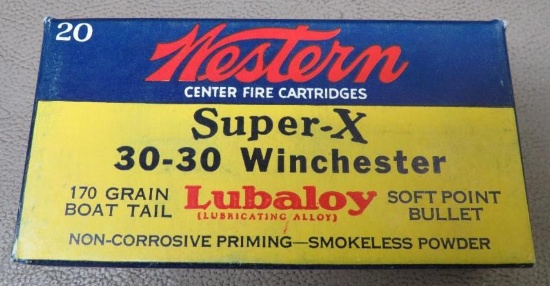 20
Western
CENTER FIRE CARTRIDGES
Super-X
30-30 Winchester
170 GRAIN
BOAT TAIL
Lubaloy
(LUBRICATING ALLOY)
SOFT POINT
BULLET
NON-CORROSIVE PRIMING—SMOKELESS POWDER